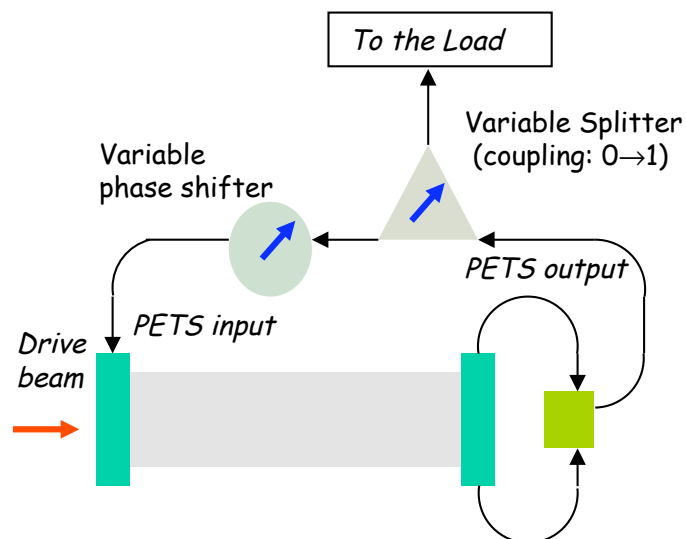 To the Load
Variable Splitter
(coupling: 0→1)
Variable
phase shifter
PETS output
PETS input
Drive
beam